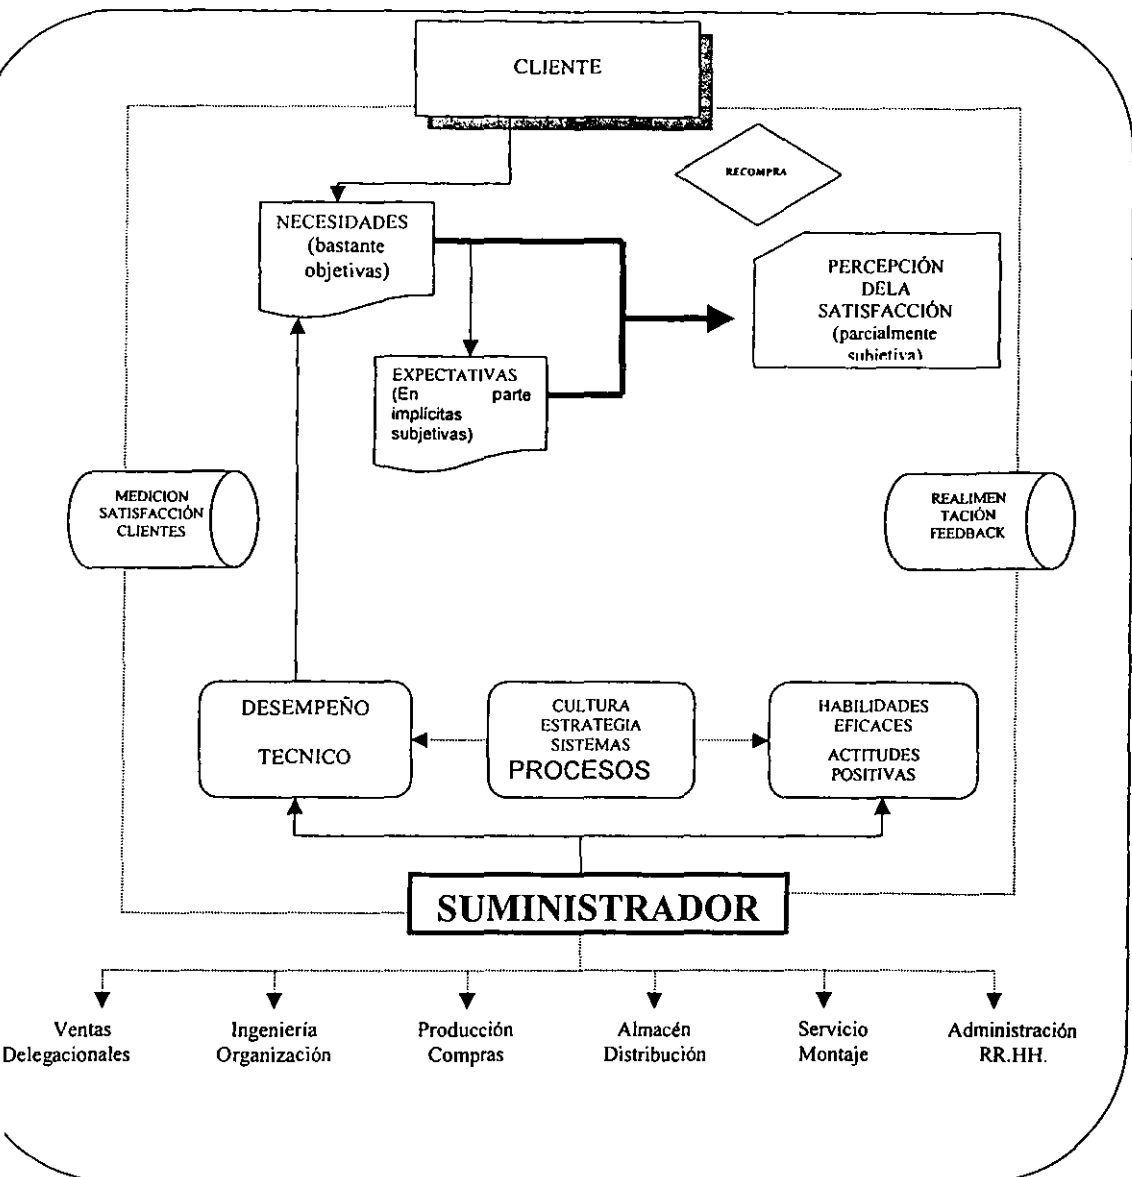 CLIENTE
RECOMPRA
NECESIDADES
(bastante
objetivas)
PERCEPCIÓN
DELA
SATISFACCIÓN
(parcialmente
subjetiva)
EXPECTATIVAS
(En parte
implícitas
subjetivas)
MEDICION
SATISFACCIÓN
CLIENTES
REALIMEN
TACIÓN
FEEDBACK
DESEMPEÑO
TECNICO
CULTURA
ESTRATEGIA
SISTEMAS
PROCESOS
HABILIDADES
EFICACES
ACTITUDES
POSITIVAS
SUMINISTRADOR
Ventas
Delegacionales
Ingeniería
Organización
Producción
Compras
Almacén
Distribución
Servicio
Montaje
Administración
RR.HH.